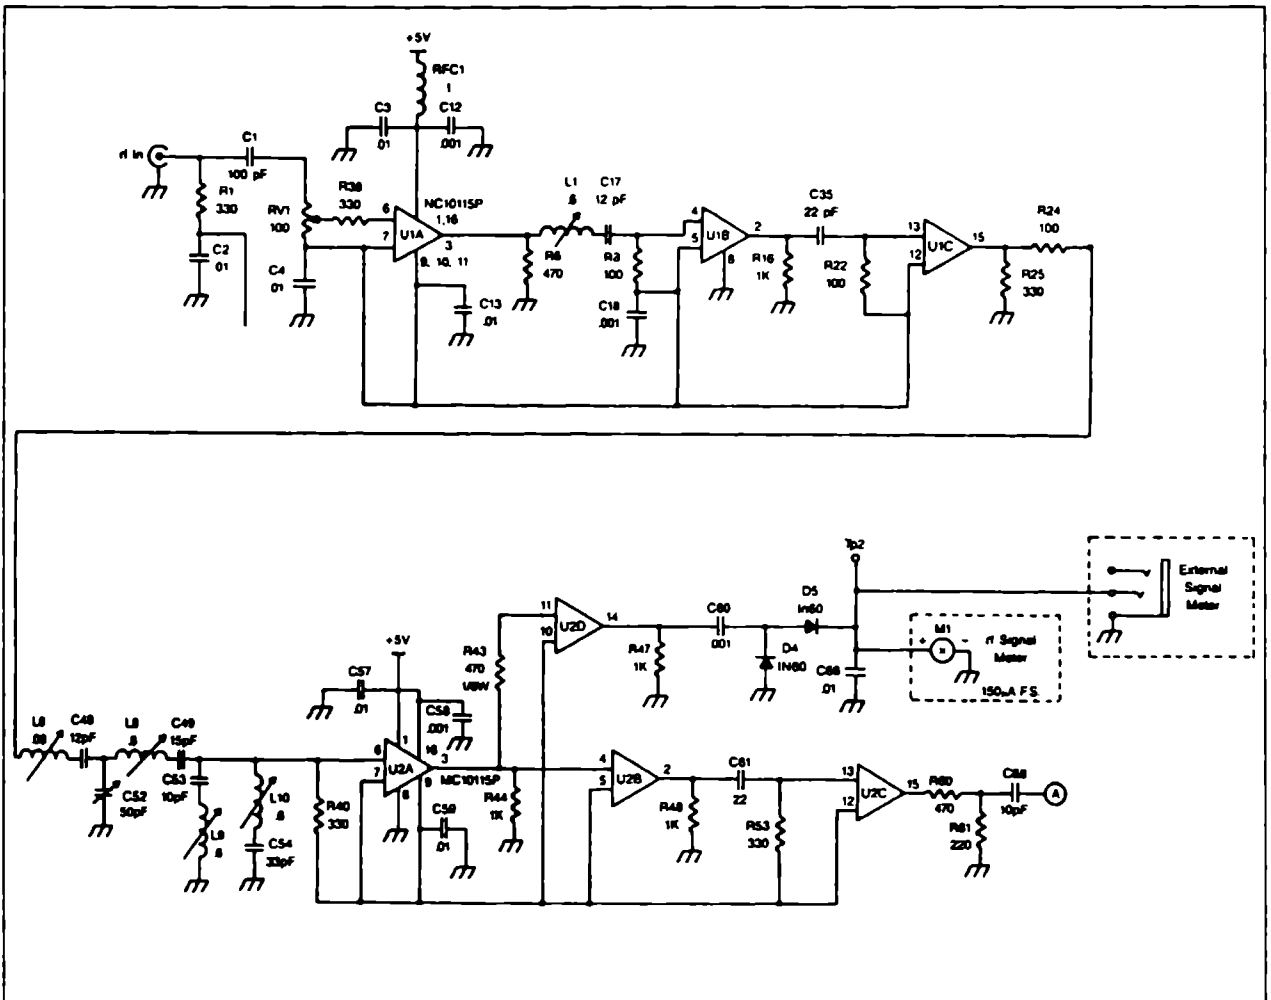 +5V
RFC1
1
C3
.01
C12
.001
rf in
C1
100 pF
R1
330
C2
.01
RV1
100
C4
.01
R38
330
6
7
NC10115P
1,16
U1A
3
9, 10, 11
C13
.01
L1
.6
C17
12 pF
R6
470
R3
100
C18
.001
4
5
U1B
2
8
C35
22 pF
R16
1K
R22
100
13
12
U1C
15
R24
100
R25
330
Tp2
External
Signal
Meter
11
10
U2D
14
C60
.001
D5
In60
D4
IN60
R47
1K
C66
.01
+ M1 -
rf Signal
Meter
150µA F.S.
R43
470
1/8W
+5V
C57
.01
C58
.001
1
16
6
7
U2A
3
9
8
MC10115P
R44
1K
C59
.01
C48
12pF
C49
15pF
C52
50pF
C53
10pF
L9
.6
L10
.6
C54
33pF
R40
330
4
5
U2B
2
R48
1K
C61
22
R53
330
13
12
U2C
15
R60
470
R61
220
10pF
A